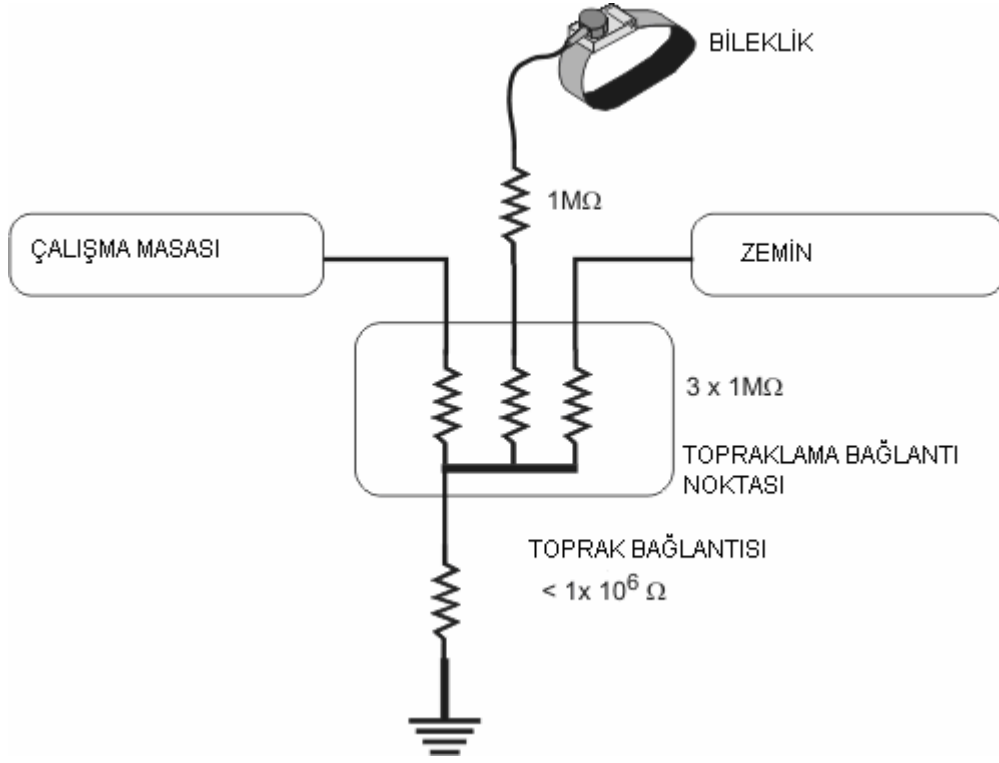 BİLEKLİK
1MΩ
ÇALIŞMA MASASI
ZEMİN
3 x 1MΩ
TOPRAKLAMA BAĞLANTI
NOKTASI
TOPRAK BAĞLANTISI
< 1x 10⁶ Ω